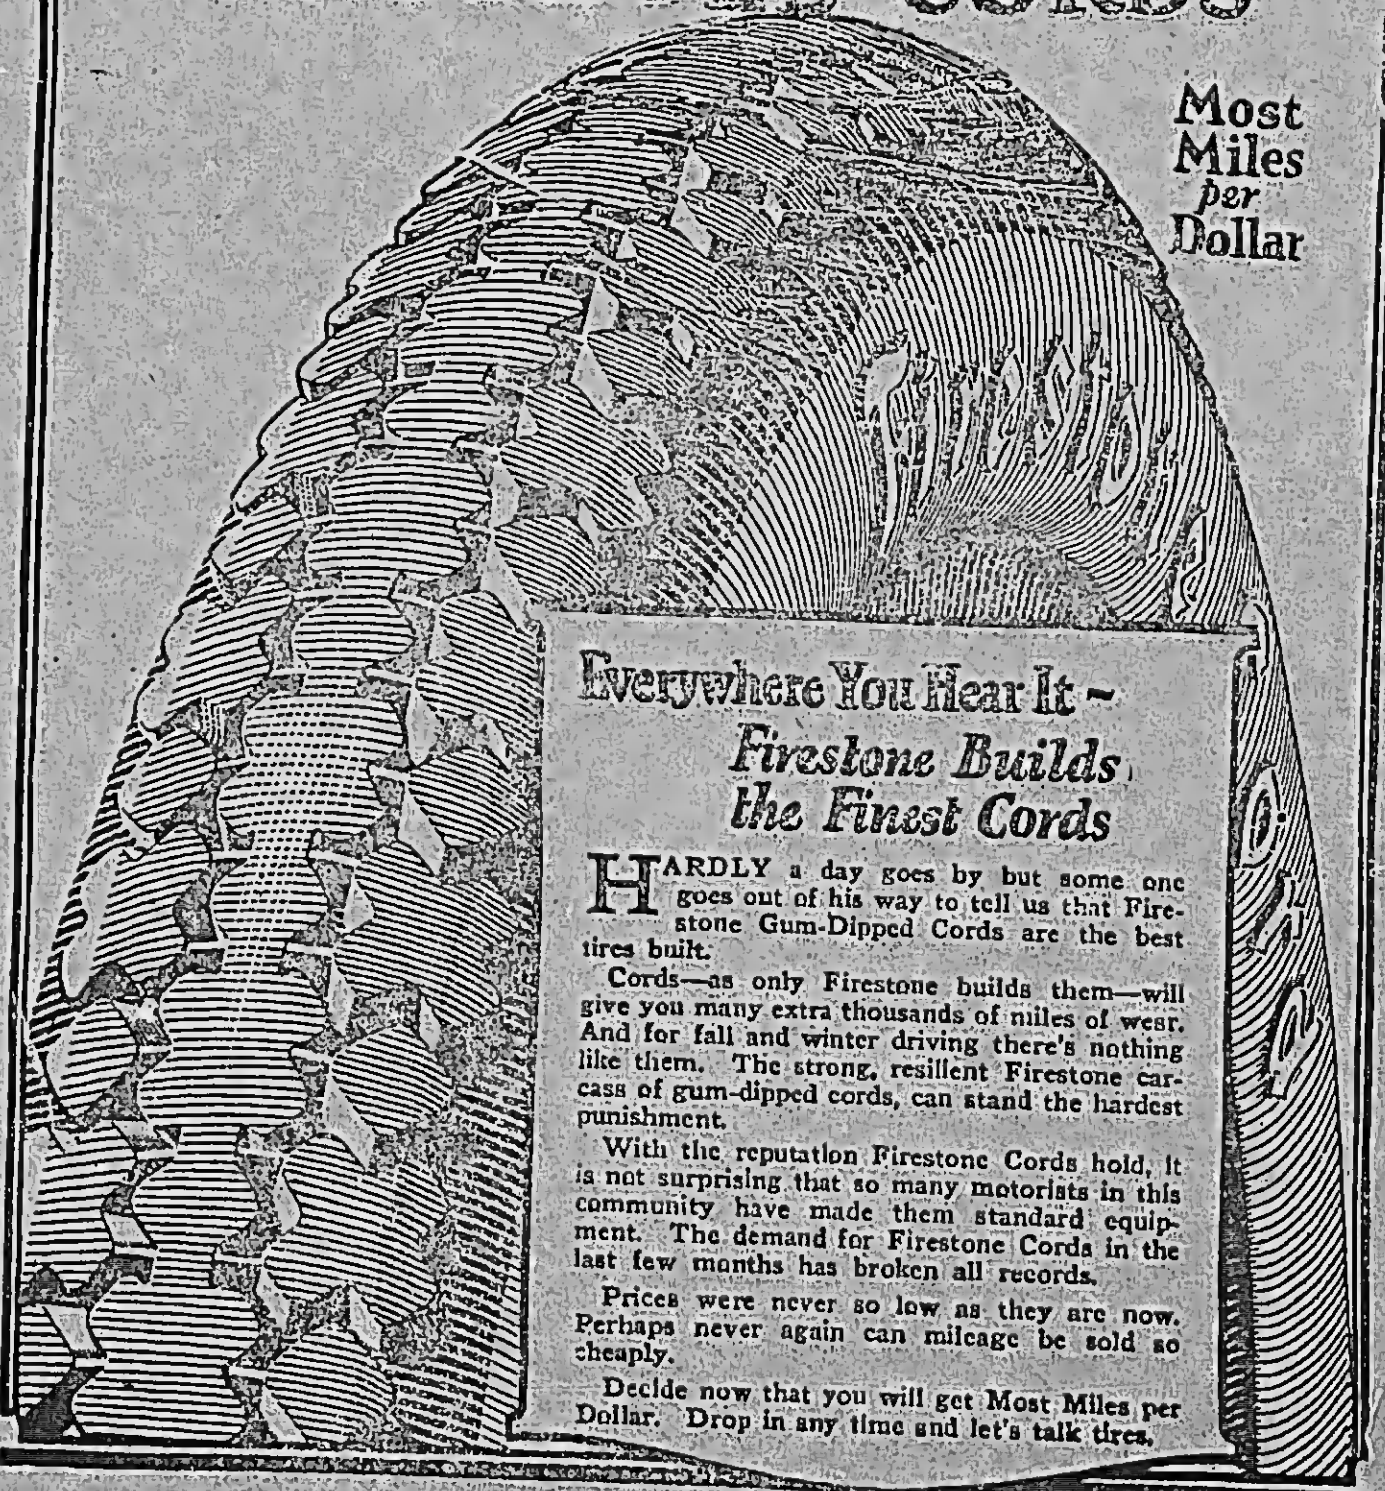 Most
Miles
per
Dollar
Firestone
Everywhere You Hear It ~
Firestone Builds
the Finest Cords
HARDLY a day goes by but some one
goes out of his way to tell us that Fire-
stone Gum-Dipped Cords are the best
tires built.
Cords—as only Firestone builds them—will
give you many extra thousands of miles of wear.
And for fall and winter driving there's nothing
like them. The strong, resilient Firestone car-
cass of gum-dipped cords, can stand the hardest
punishment.
With the reputation Firestone Cords hold, it
is not surprising that so many motorists in this
community have made them standard equip-
ment. The demand for Firestone Cords in the
last few months has broken all records.
Prices were never so low as they are now.
Perhaps never again can mileage be sold so
cheaply.
Decide now that you will get Most Miles per
Dollar. Drop in any time and let's talk tires.